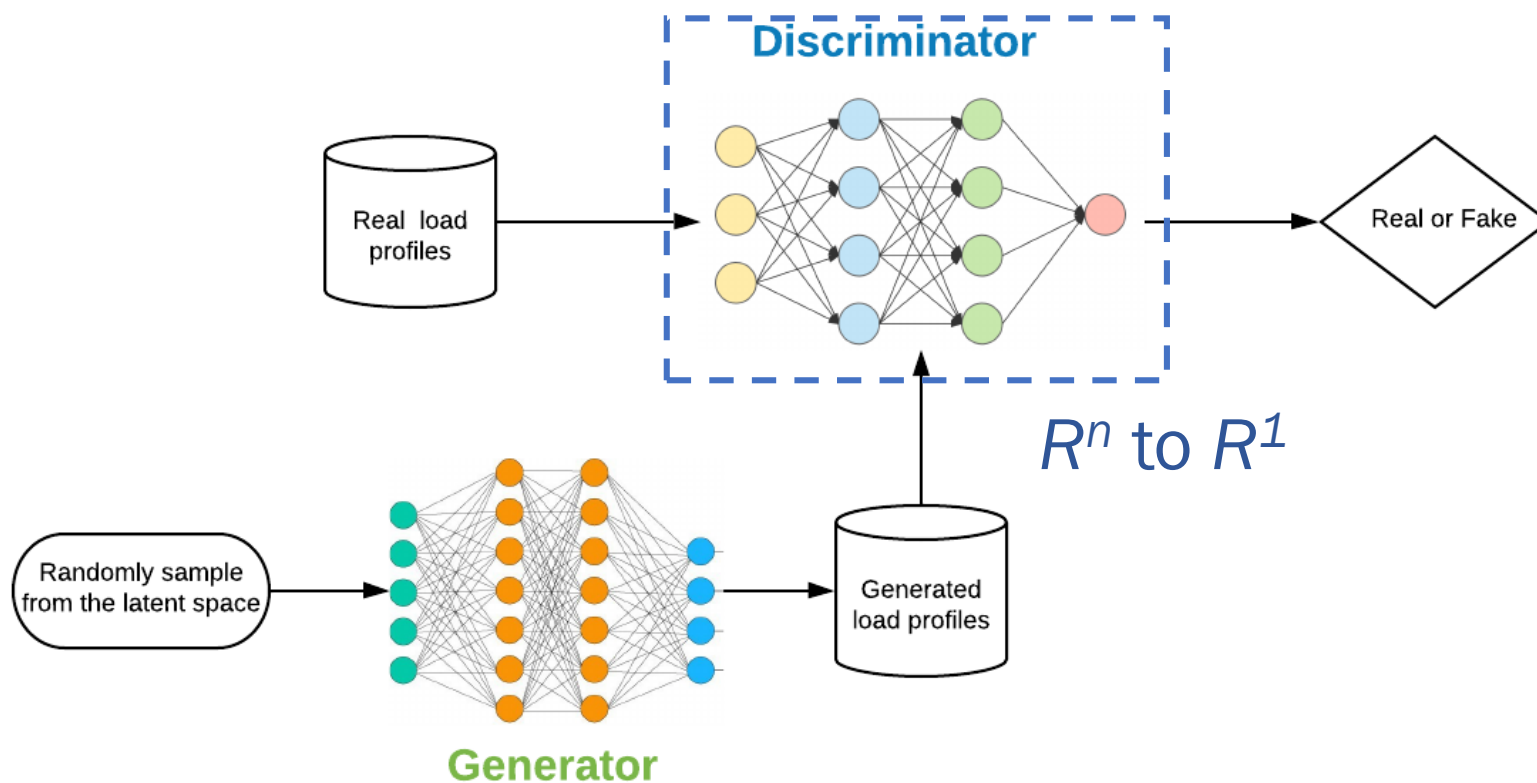 Discriminator
Real load
profiles
Real or Fake
Rⁿ to R¹
Randomly sample
from the latent space
Generated
load profiles
Generator